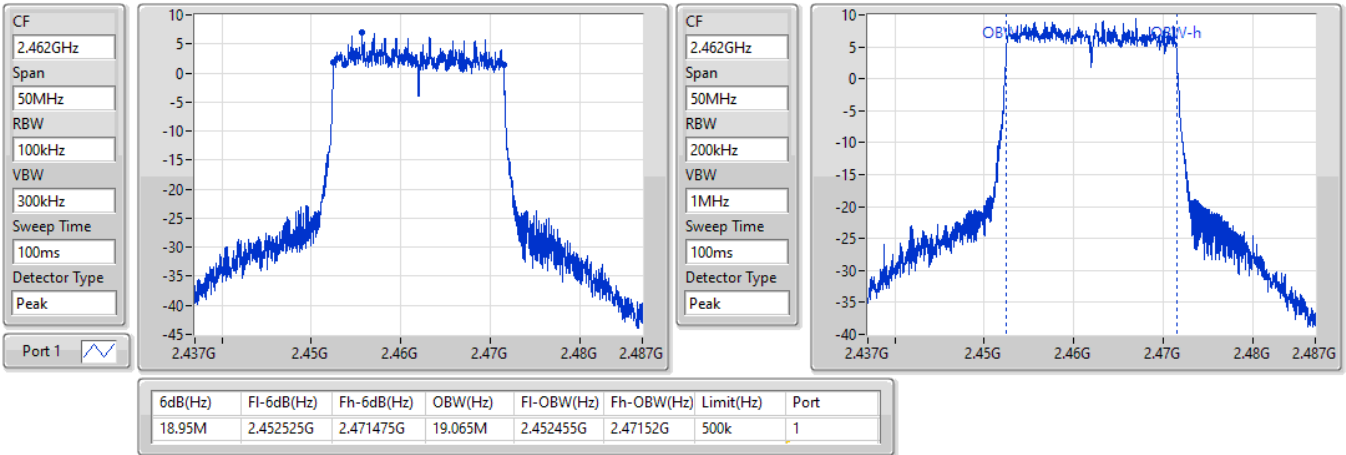 CF
2.462GHz
Span
50MHz
RBW
100kHz
VBW
300kHz
Sweep Time
100ms
Detector Type
Peak
Port 1
10-
5-
0-
-5-
-10-
-15-
-20-
-25-
-30-
-35-
-40-
-45-
2.437G 2.45G 2.46G 2.47G 2.48G 2.487G
CF
2.462GHz
Span
50MHz
RBW
200kHz
VBW
1MHz
Sweep Time
100ms
Detector Type
Peak
10-
5-
0-
-5-
-10-
-15-
-20-
-25-
-30-
-35-
-40-
OBW-h
2.437G 2.45G 2.46G 2.47G 2.48G 2.487G
6dB(Hz) Fl-6dB(Hz) Fh-6dB(Hz) OBW(Hz) Fl-OBW(Hz) Fh-OBW(Hz) Limit(Hz) Port
18.95M 2.452525G 2.471475G 19.065M 2.452455G 2.47152G 500k 1